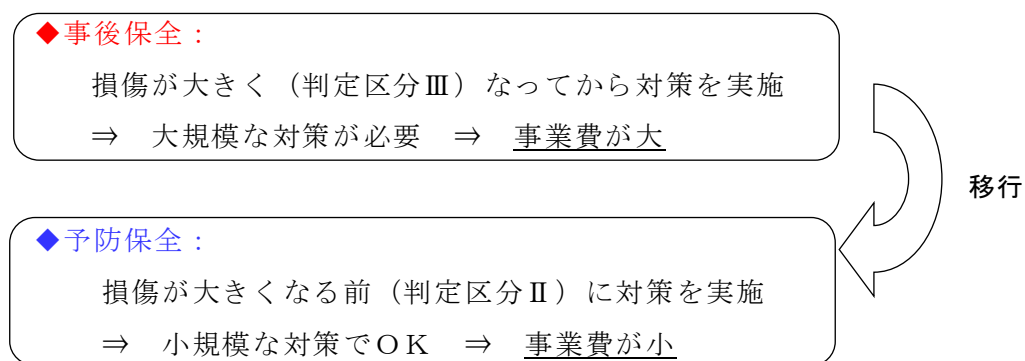 ◆事後保全：
損傷が大きく（判定区分Ⅲ）なってから対策を実施
⇒　大規模な対策が必要　⇒　事業費が大
移行
◆予防保全：
損傷が大きくなる前（判定区分Ⅱ）に対策を実施
⇒　小規模な対策でＯＫ　⇒　事業費が小